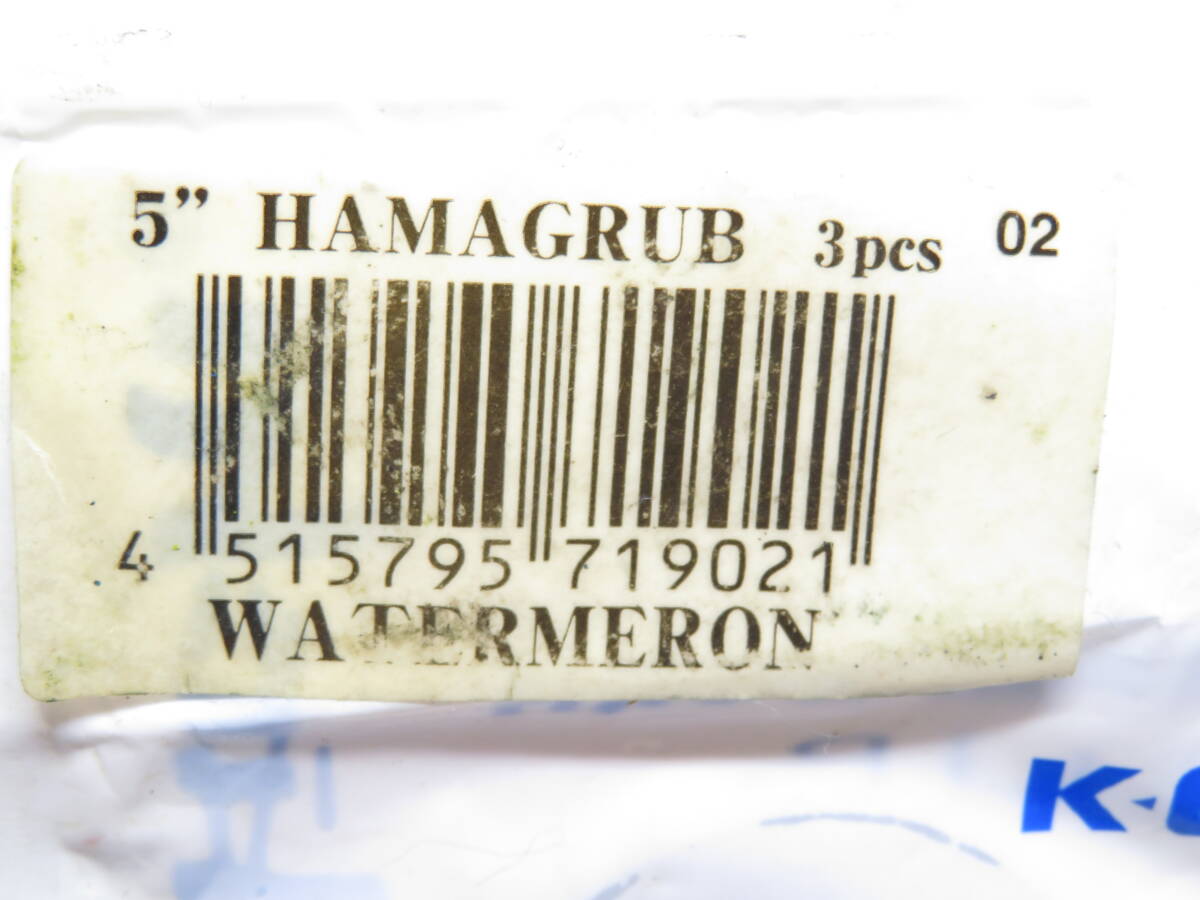 5” HAMAGRUB 3pcs 02
4 515795 719021
WATERMERON
K-